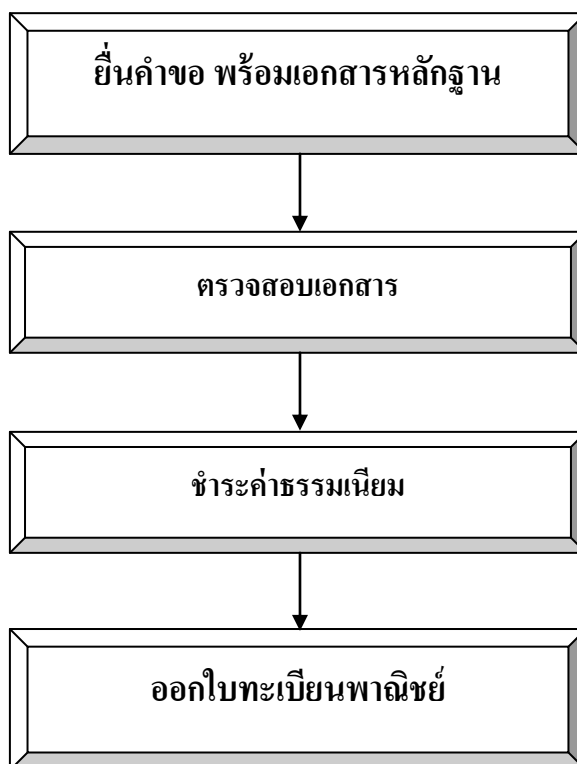 ยื่นคำขอ พร้อมเอกสารหลักฐาน
ตรวจสอบเอกสาร
ชำระค่าธรรมเนียม
ออกใบทะเบียนพาณิชย์